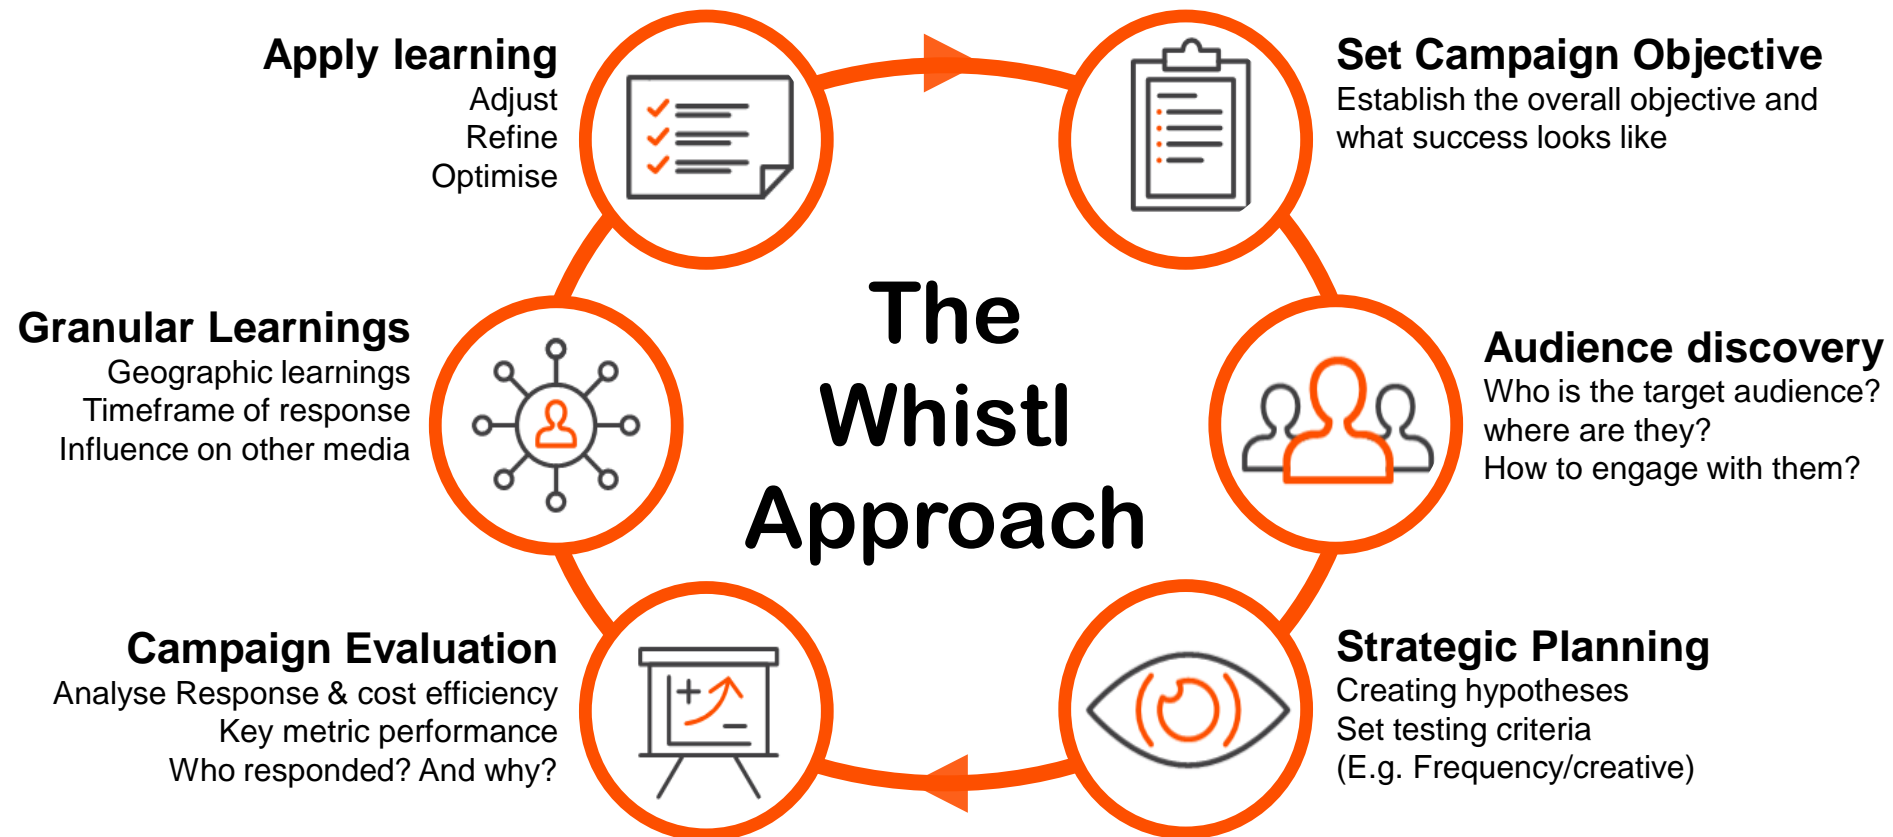 Apply learning
Adjust
Refine
Optimise
Set Campaign Objective
Establish the overall objective and
what success looks like
Granular Learnings
Geographic learnings
Timeframe of response
Influence on other media
The
Whistl
Approach
Audience discovery
Who is the target audience?
where are they?
How to engage with them?
Campaign Evaluation
Analyse Response & cost efficiency
Key metric performance
Who responded? And why?
Strategic Planning
Creating hypotheses
Set testing criteria
(E.g. Frequency/creative)